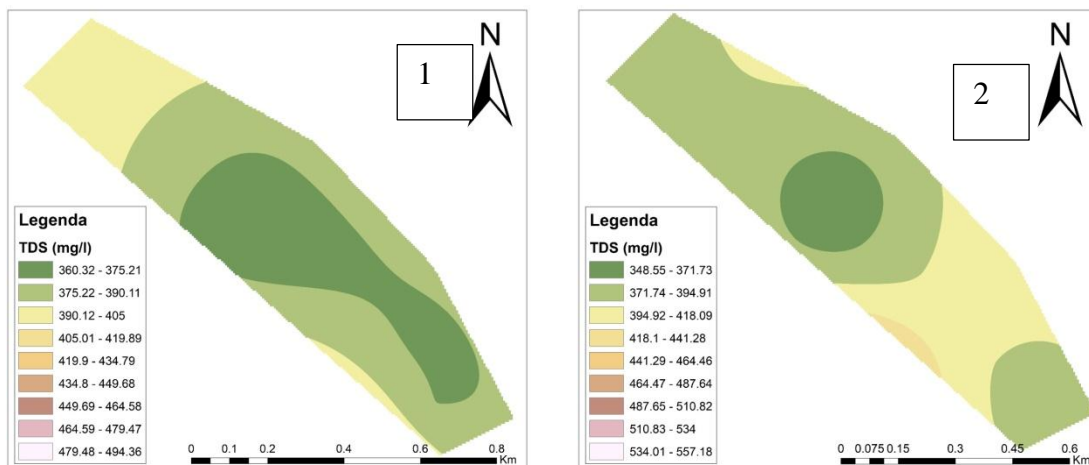 1
N
Legenda
TDS (mg/l)
360.32 - 375.21
375.22 - 390.11
390.12 - 405
405.01 - 419.89
419.9 - 434.79
434.8 - 449.68
449.69 - 464.58
464.59 - 479.47
479.48 - 494.36
0 0.1 0.2 0.4 0.6 0.8
Km
2
N
Legenda
TDS (mg/l)
348.55 - 371.73
371.74 - 394.91
394.92 - 418.09
418.1 - 441.28
441.29 - 464.46
464.47 - 487.64
487.65 - 510.82
510.83 - 534
534.01 - 557.18
0 0.075 0.15 0.3 0.45 0.6
Km